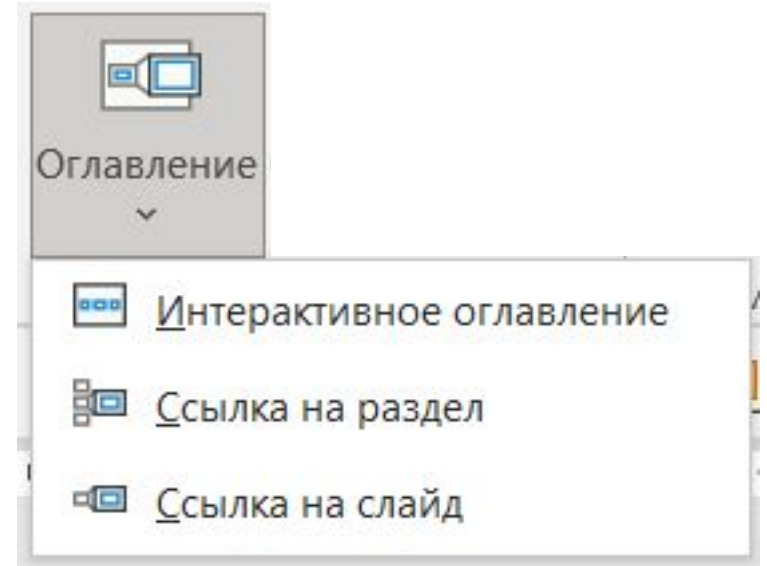 Оглавление
Интерактивное оглавление
Ссылка на раздел
Ссылка на слайд